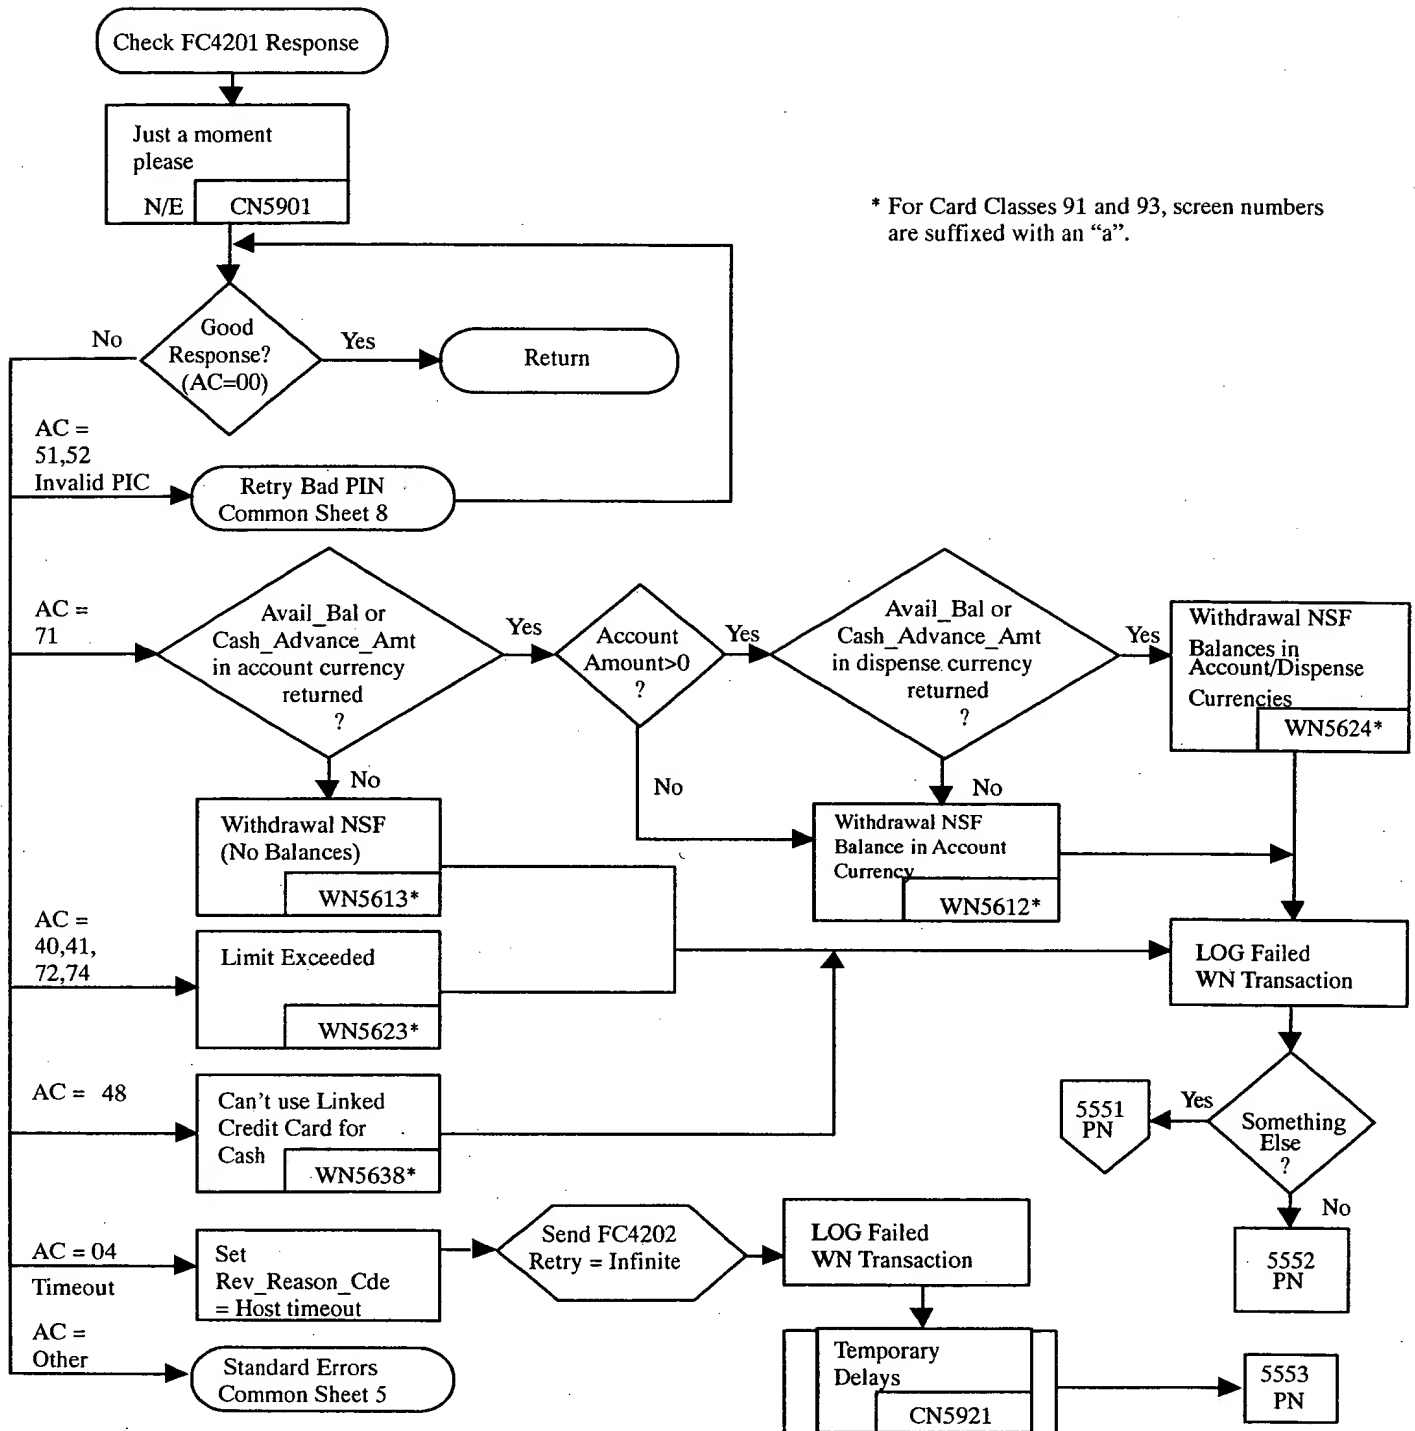 Check FC4201 Response
Just a moment
please
N/E
CN5901
* For Card Classes 91 and 93, screen numbers
are suffixed with an “a”.
No
Good
Response?
(AC=00)
Yes
Return
AC =
51,52
Invalid PIC
Retry Bad PIN
Common Sheet 8
AC =
71
Avail_Bal or
Cash_Advance_Amt
in account currency
returned
?
Yes
Account
Amount>0
?
Yes
Avail_Bal or
Cash_Advance_Amt
in dispense currency
returned
?
Yes
Withdrawal NSF
Balances in
Account/Dispense
Currencies
WN5624*
No
No
No
Withdrawal NSF
(No Balances)
WN5613*
Withdrawal NSF
Balance in Account
Currency
WN5612*
AC =
40,41,
72,74
Limit Exceeded
WN5623*
LOG Failed
WN Transaction
AC = 48
Can't use Linked
Credit Card for
Cash
WN5638*
5551
PN
Yes
Something
Else
?
No
5552
PN
AC = 04
Timeout
Set
Rev_Reason_Cde
= Host timeout
Send FC4202
Retry = Infinite
LOG Failed
WN Transaction
AC =
Other
Standard Errors
Common Sheet 5
Temporary
Delays
CN5921
5553
PN